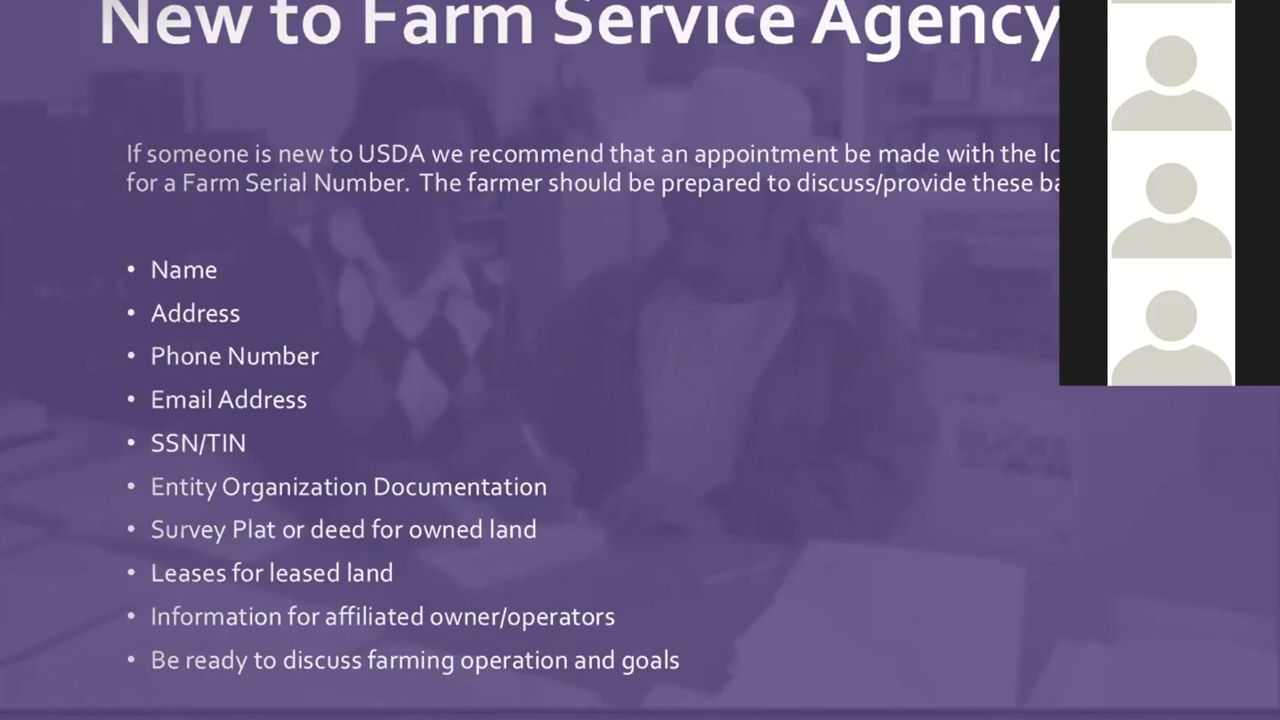 New to Farm Service Agency
If someone is new to USDA we recommend that an appointment be made with the
for a Farm Serial Number. The farmer should be prepared to discuss/provide these
• Name
• Address
• Phone Number
• Email Address
• SSN/TIN
• Entity Organization Documentation
• Survey Plat or deed for owned land
• Leases for leased land
• Information for affiliated owner/operators
• Be ready to discuss farming operation and goals